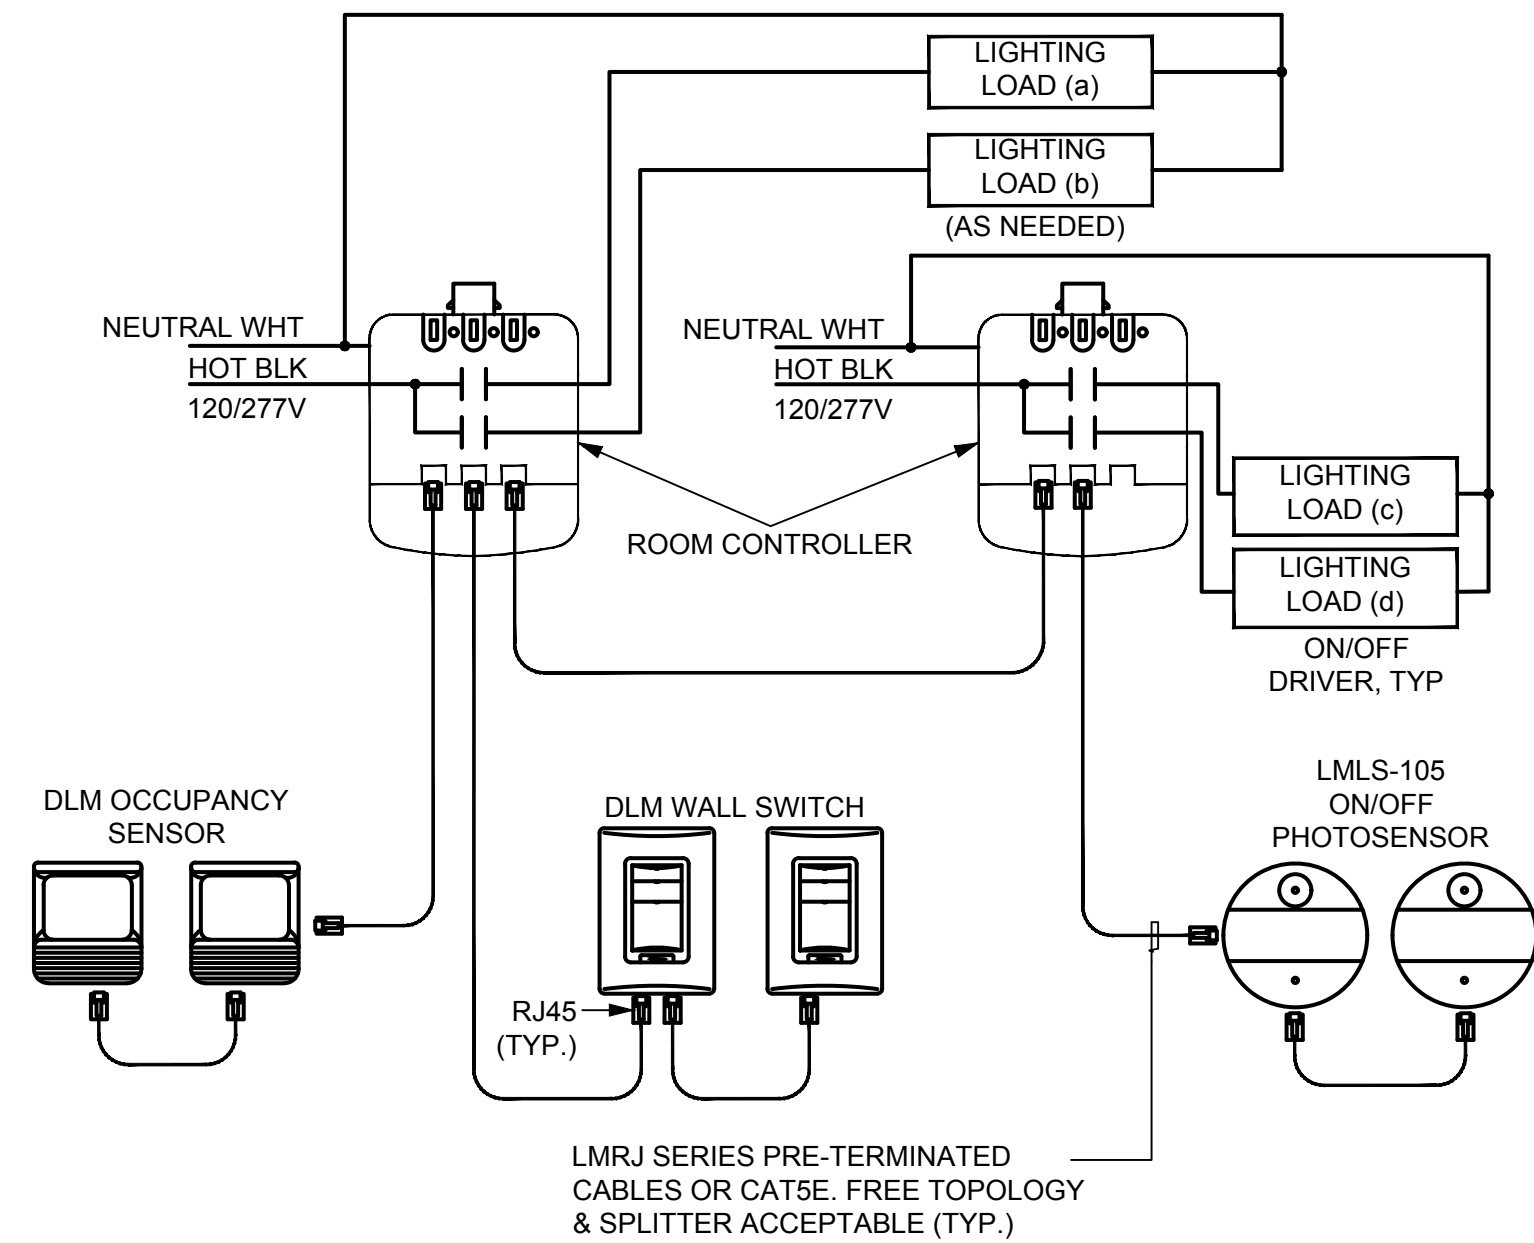 LIGHTING
LOAD (a)
LIGHTING
LOAD (b)
(AS NEEDED)
NEUTRAL WHT
HOT BLK
120/277V
NEUTRAL WHT
HOT BLK
120/277V
ROOM CONTROLLER
LIGHTING
LOAD (c)
LIGHTING
LOAD (d)
ON/OFF
DRIVER, TYP
DLM OCCUPANCY
SENSOR
DLM WALL SWITCH
LMLS-105
ON/OFF
PHOTOSENSOR
RJ45
(TYP.)
LMRJ SERIES PRE-TERMINATED
CABLES OR CAT5E. FREE TOPOLOGY
& SPLITTER ACCEPTABLE (TYP.)